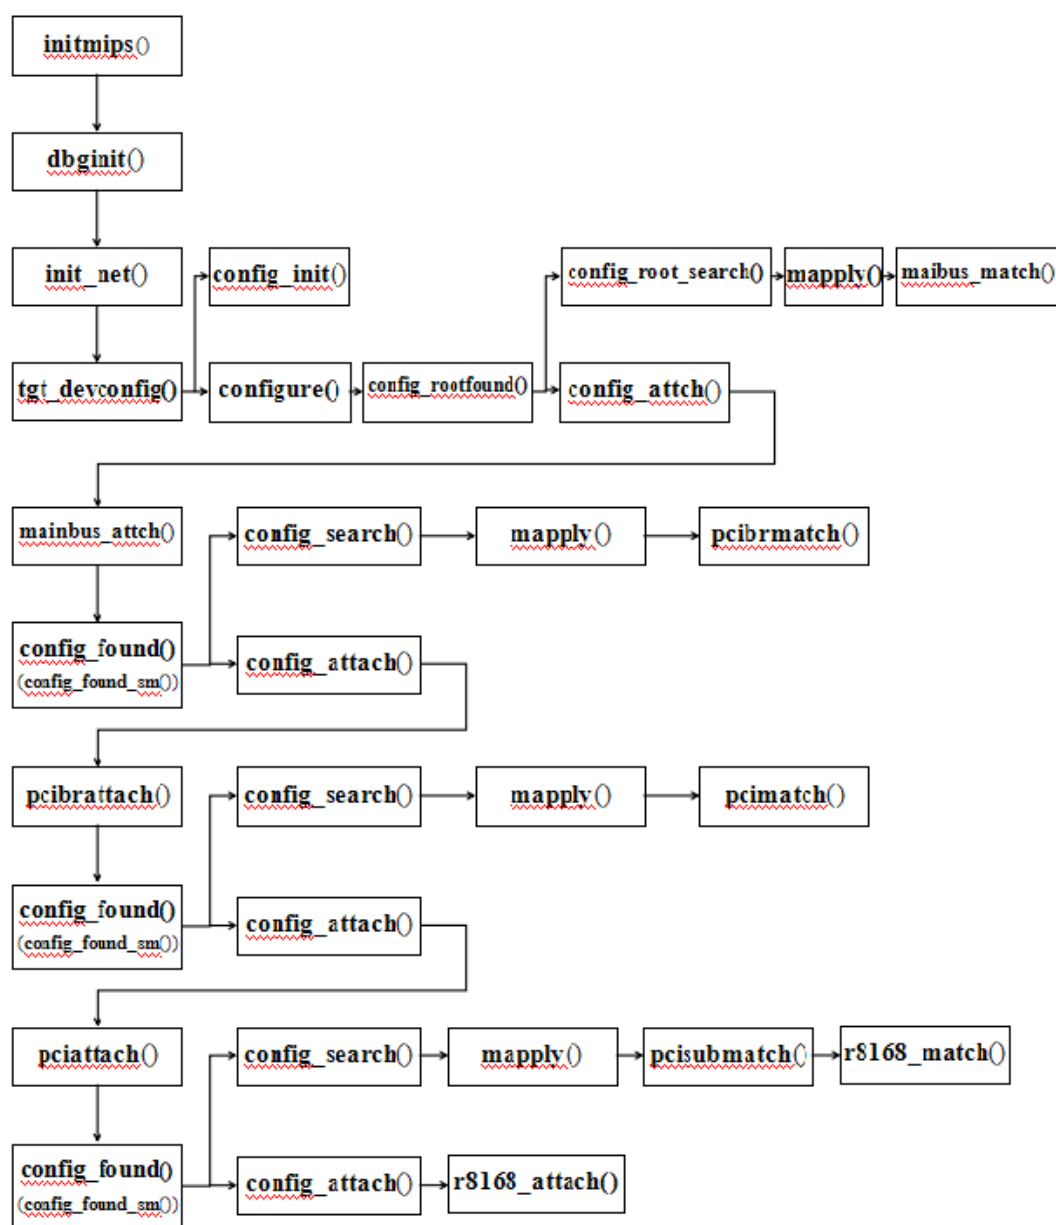 initmips()
dbginit()
init_net()
config_init()
config_root_search()
mapply()
maibus_match()
tgt_devconfig()
configure()
config_rootfound()
config_attch()
mainbus_attch()
config_search()
mapply()
pcibrmatch()
config_found()
(config_found_sm())
config_attach()
pcibrattach()
config_search()
mapply()
pcimatch()
config_found()
(config_found_sm())
config_attach()
pciattach()
config_search()
mapply()
pcisubmatch()
r8168_match()
config_found()
(config_found_sm())
config_attach()
r8168_attach()